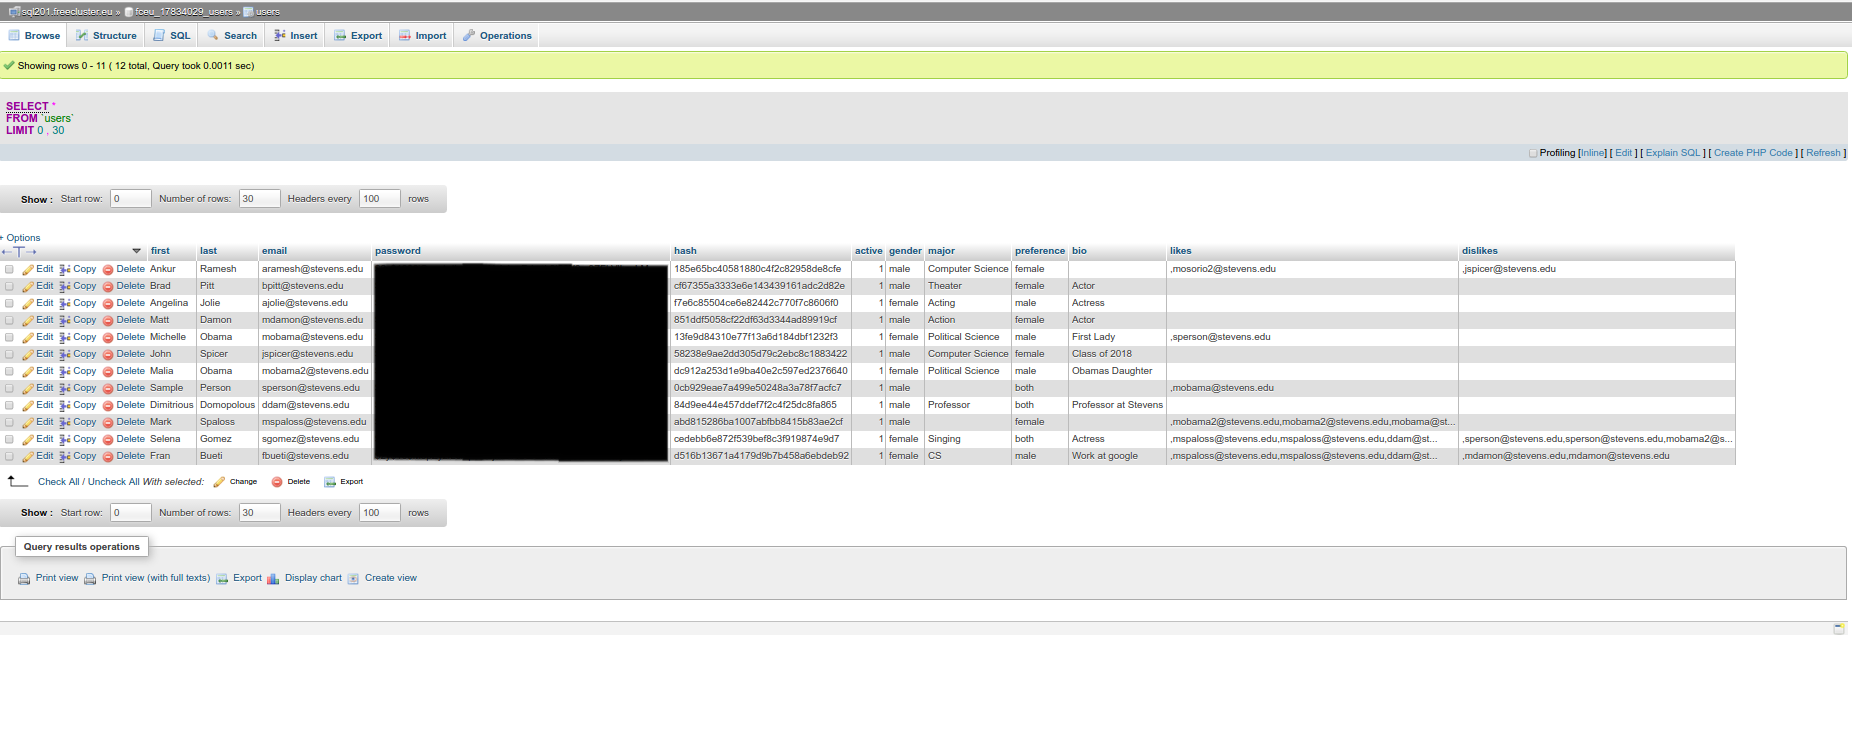 sql201.freecluster.eu » fceu_17834029_users » users
Browse Structure SQL Search Insert Export Import Operations
Showing rows 0 - 11 ( 12 total, Query took 0.0011 sec)
SELECT *
FROM `users`
LIMIT 0 , 30
Profiling [Inline] [ Edit ] [ Explain SQL ] [ Create PHP Code ] [ Refresh ]
Show : Start row: 0 Number of rows: 30 Headers every 100 rows
+ Options
←T→ first last email password hash active gender major preference bio likes dislikes
Edit Copy Delete Ankur Ramesh aramesh@stevens.edu 185e65bc40581880c4f2c82958de8cfe 1 male Computer Science female ,mosorio2@stevens.edu ,jspicer@stevens.edu
Edit Copy Delete Brad Pitt bpitt@stevens.edu cf67355a3333e6e143439161adc2d82e 1 male Theater female Actor
Edit Copy Delete Angelina Jolie ajolie@stevens.edu f7e6c85504ce6e82442c770f7c8606f0 1 female Acting male Actress
Edit Copy Delete Matt Damon mdamon@stevens.edu 851ddf5058cf22df63d3344ad89919cf 1 male Action female Actor
Edit Copy Delete Michelle Obama mobama@stevens.edu 13fe9d84310e77f13a6d184dbf1232f3 1 female Political Science male First Lady ,sperson@stevens.edu
Edit Copy Delete John Spicer jspicer@stevens.edu 58238e9ae2dd305d79c2ebc8c1883422 1 male Computer Science female Class of 2018
Edit Copy Delete Malia Obama mobama2@stevens.edu dc912a253d1e9ba40e2c597ed2376640 1 female Political Science male Obamas Daughter
Edit Copy Delete Sample Person sperson@stevens.edu 0cb929eae7a499e50248a3a78f7acfc7 1 male both ,mobama@stevens.edu
Edit Copy Delete Dimitrious Domopolous ddam@stevens.edu 84d9ee44e457ddef7f2c4f25dc8fa865 1 male Professor both Professor at Stevens
Edit Copy Delete Mark Spaloss mspaloss@stevens.edu abd815286ba1007abfbb8415b83ae2cf 1 male female ,mobama2@stevens.edu,mobama2@stevens.edu,mobama@st...
Edit Copy Delete Selena Gomez sgomez@stevens.edu cedebb6e872f539bef8c3f919874e9d7 1 female Singing both Actress ,mspaloss@stevens.edu,mspaloss@stevens.edu,ddam@st... ,sperson@stevens.edu,sperson@stevens.edu,mobama2@s...
Edit Copy Delete Fran Bueti fbueti@stevens.edu d516b13671a4179d9b7b458a6ebdeb92 1 female CS male Work at google ,mspaloss@stevens.edu,mspaloss@stevens.edu,ddam@st... ,mdamon@stevens.edu,mdamon@stevens.edu
Check All / Uncheck All With selected: Change Delete Export
Show : Start row: 0 Number of rows: 30 Headers every 100 rows
Query results operations
Print view Print view (with full texts) Export Display chart Create view